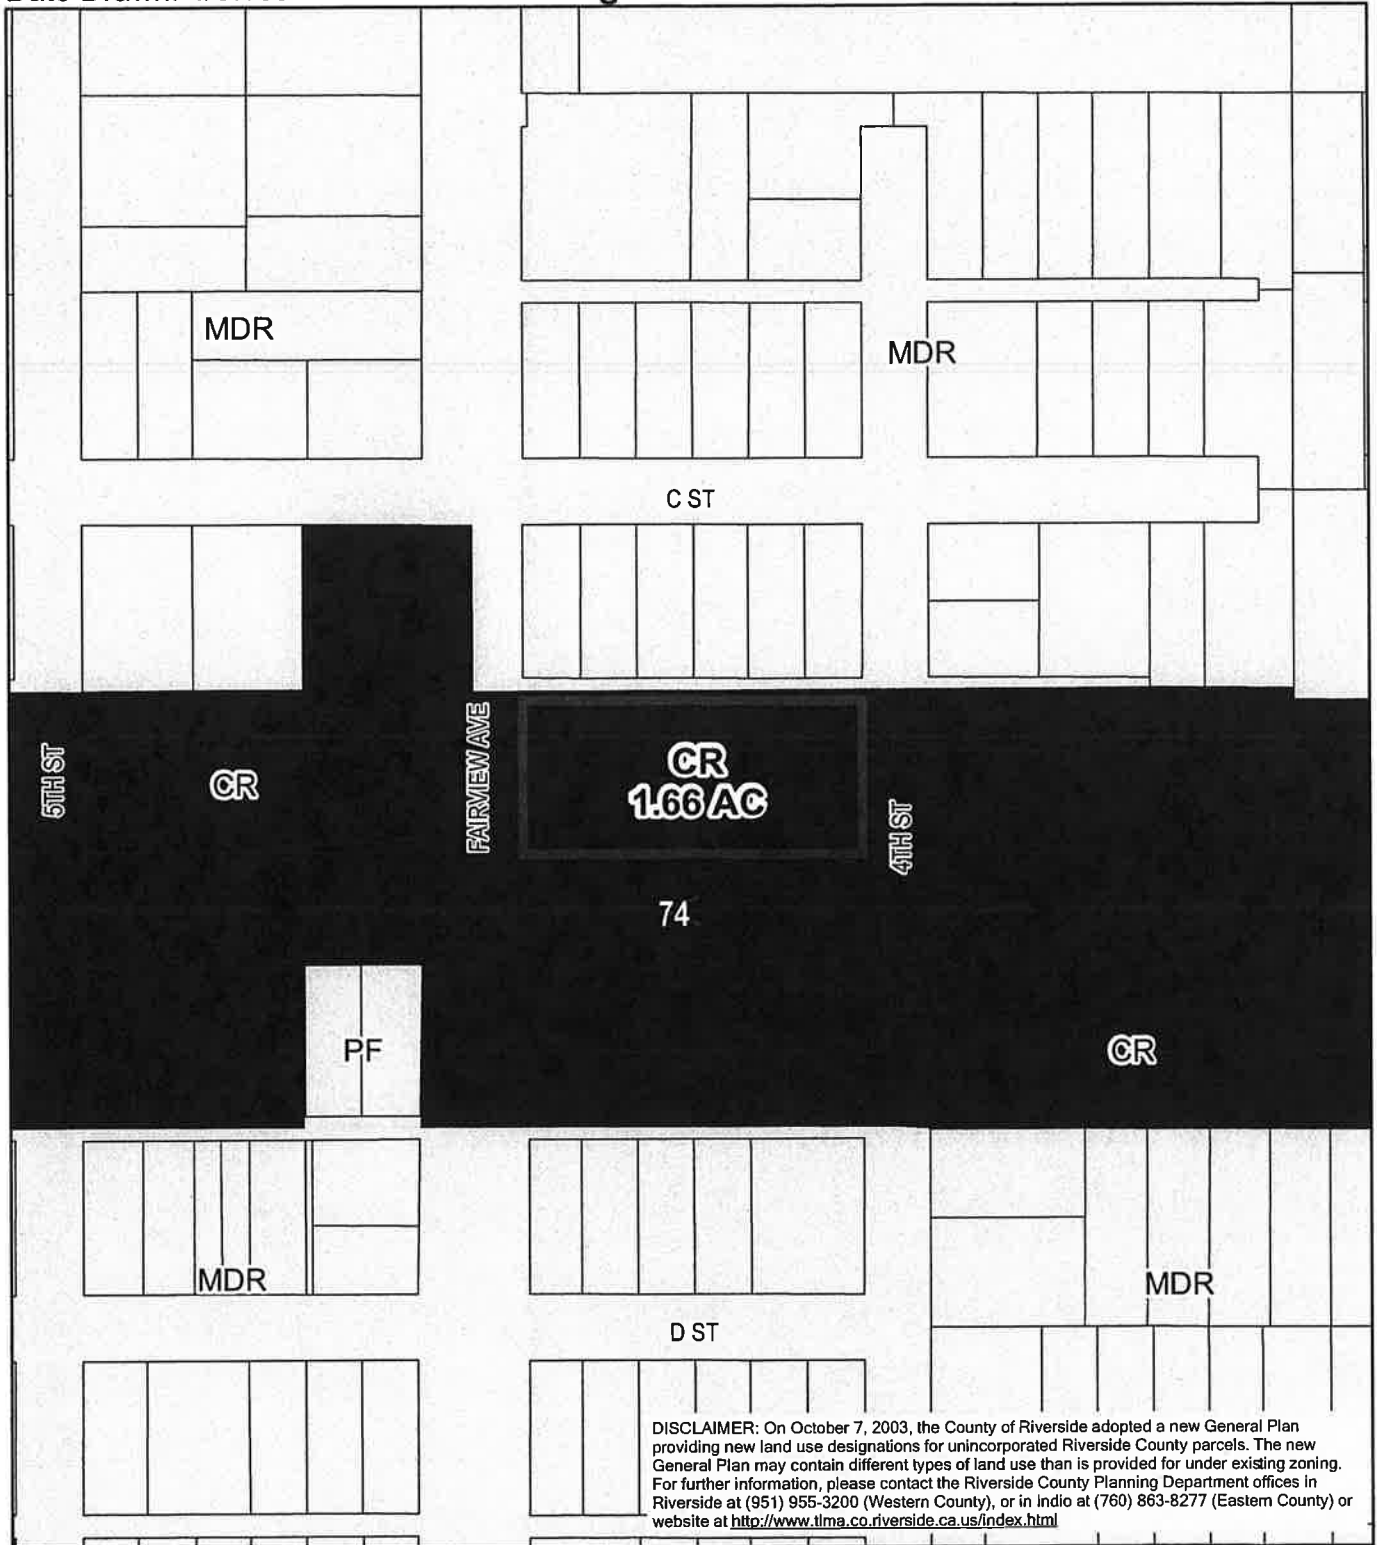 MDR
MDR
C ST
5TH ST
CR
FAIRVIEW AVE
CR
1.66 AC
4TH ST
74
PF
CR
MDR
MDR
D ST
DISCLAIMER: On October 7, 2003, the County of Riverside adopted a new General Plan
providing new land use designations for unincorporated Riverside County parcels. The new
General Plan may contain different types of land use than is provided for under existing zoning.
For further information, please contact the Riverside County Planning Department offices in
Riverside at (951) 955-3200 (Western County), or in Indio at (760) 863-8277 (Eastern County) or
website at http://www.tlma.co.riverside.ca.us/index.html